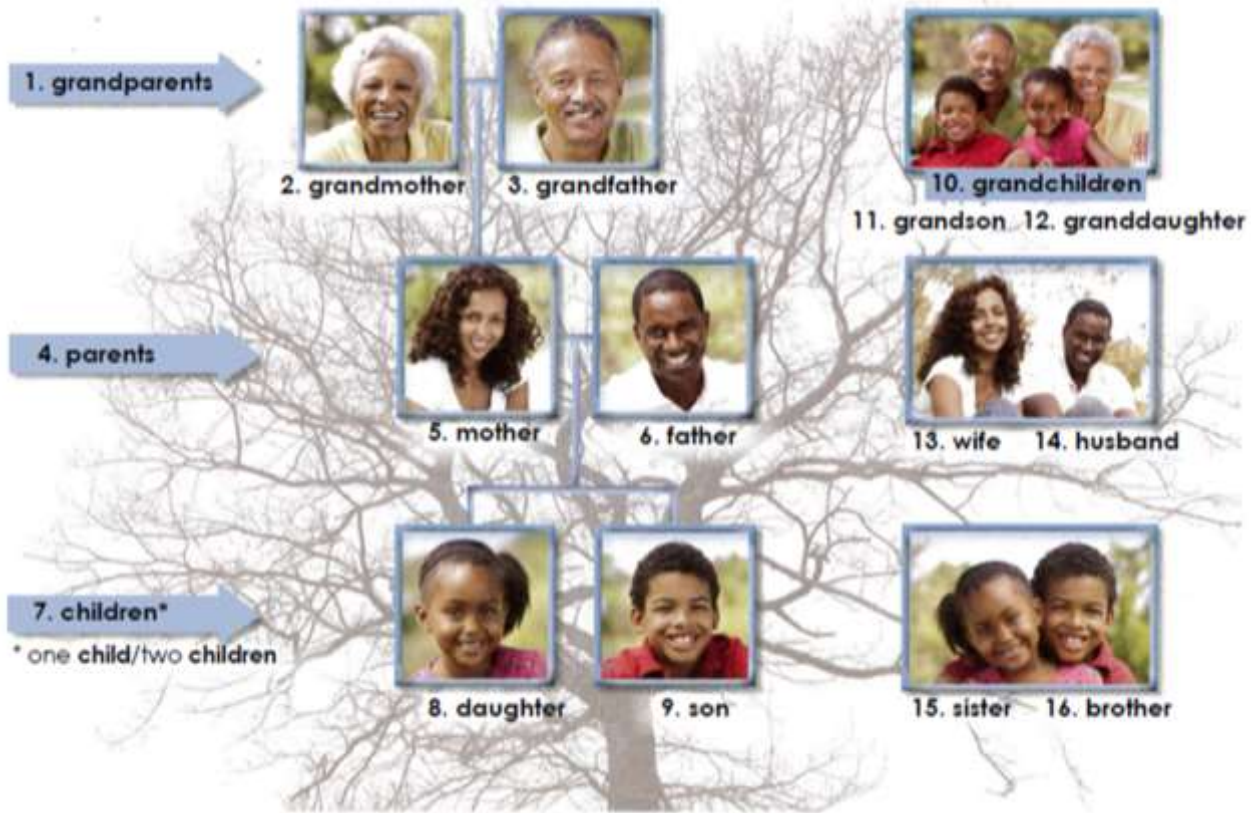 1. grandparents
2. grandmother 3. grandfather
10. grandchildren
11. grandson 12. granddaughter
4. parents
5. mother 6. father
13. wife 14. husband
7. children*
* one child/two children
8. daughter 9. son
15. sister 16. brother